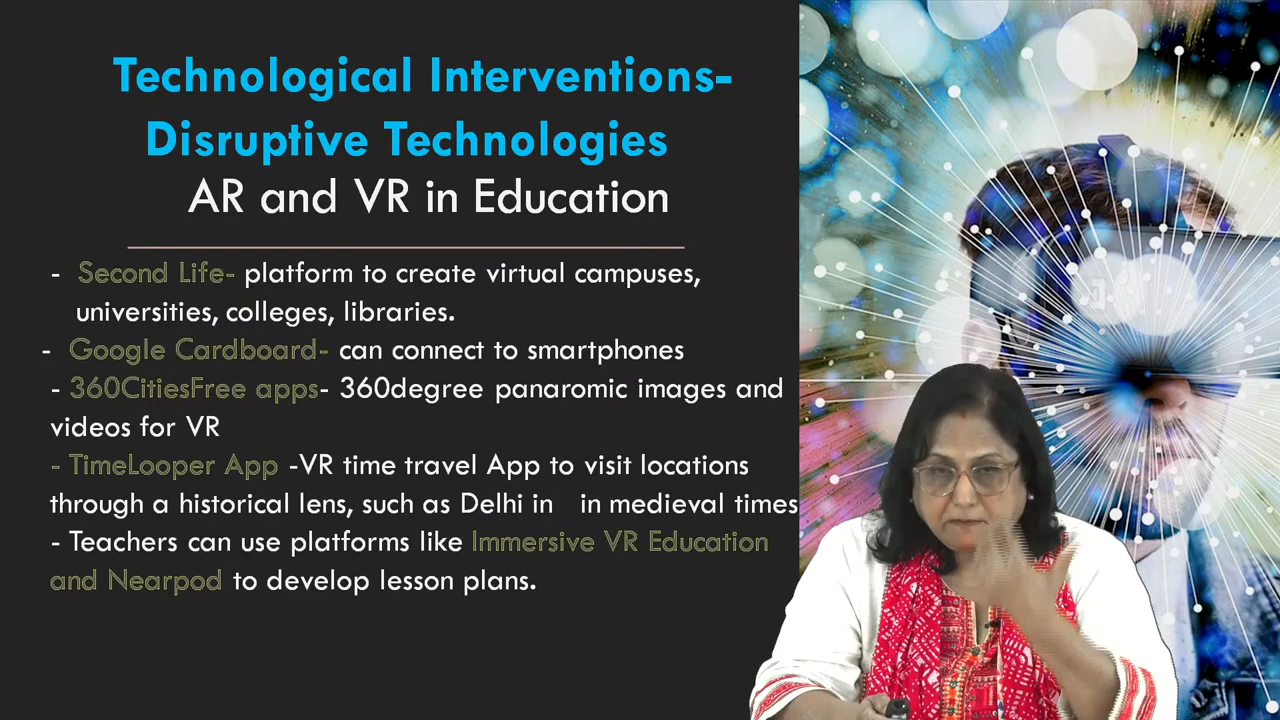 Technological Interventions-
Disruptive Technologies
AR and VR in Education
- Second Life- platform to create virtual campuses,
universities, colleges, libraries.
- Google Cardboard- can connect to smartphones
- 360CitiesFree apps- 360degree panaromic images and
videos for VR
- TimeLooper App -VR time travel App to visit locations
through a historical lens, such as Delhi in in medieval times
- Teachers can use platforms like Immersive VR Education
and Nearpod to develop lesson plans.